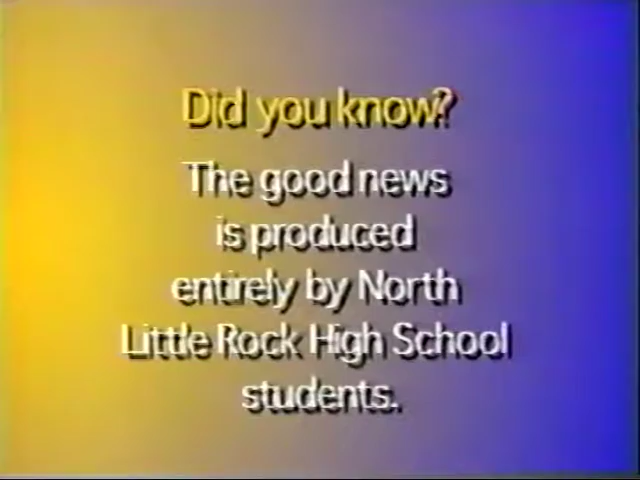 Did you know?
The good news
is produced
entirely by North
Little Rock High School
students.